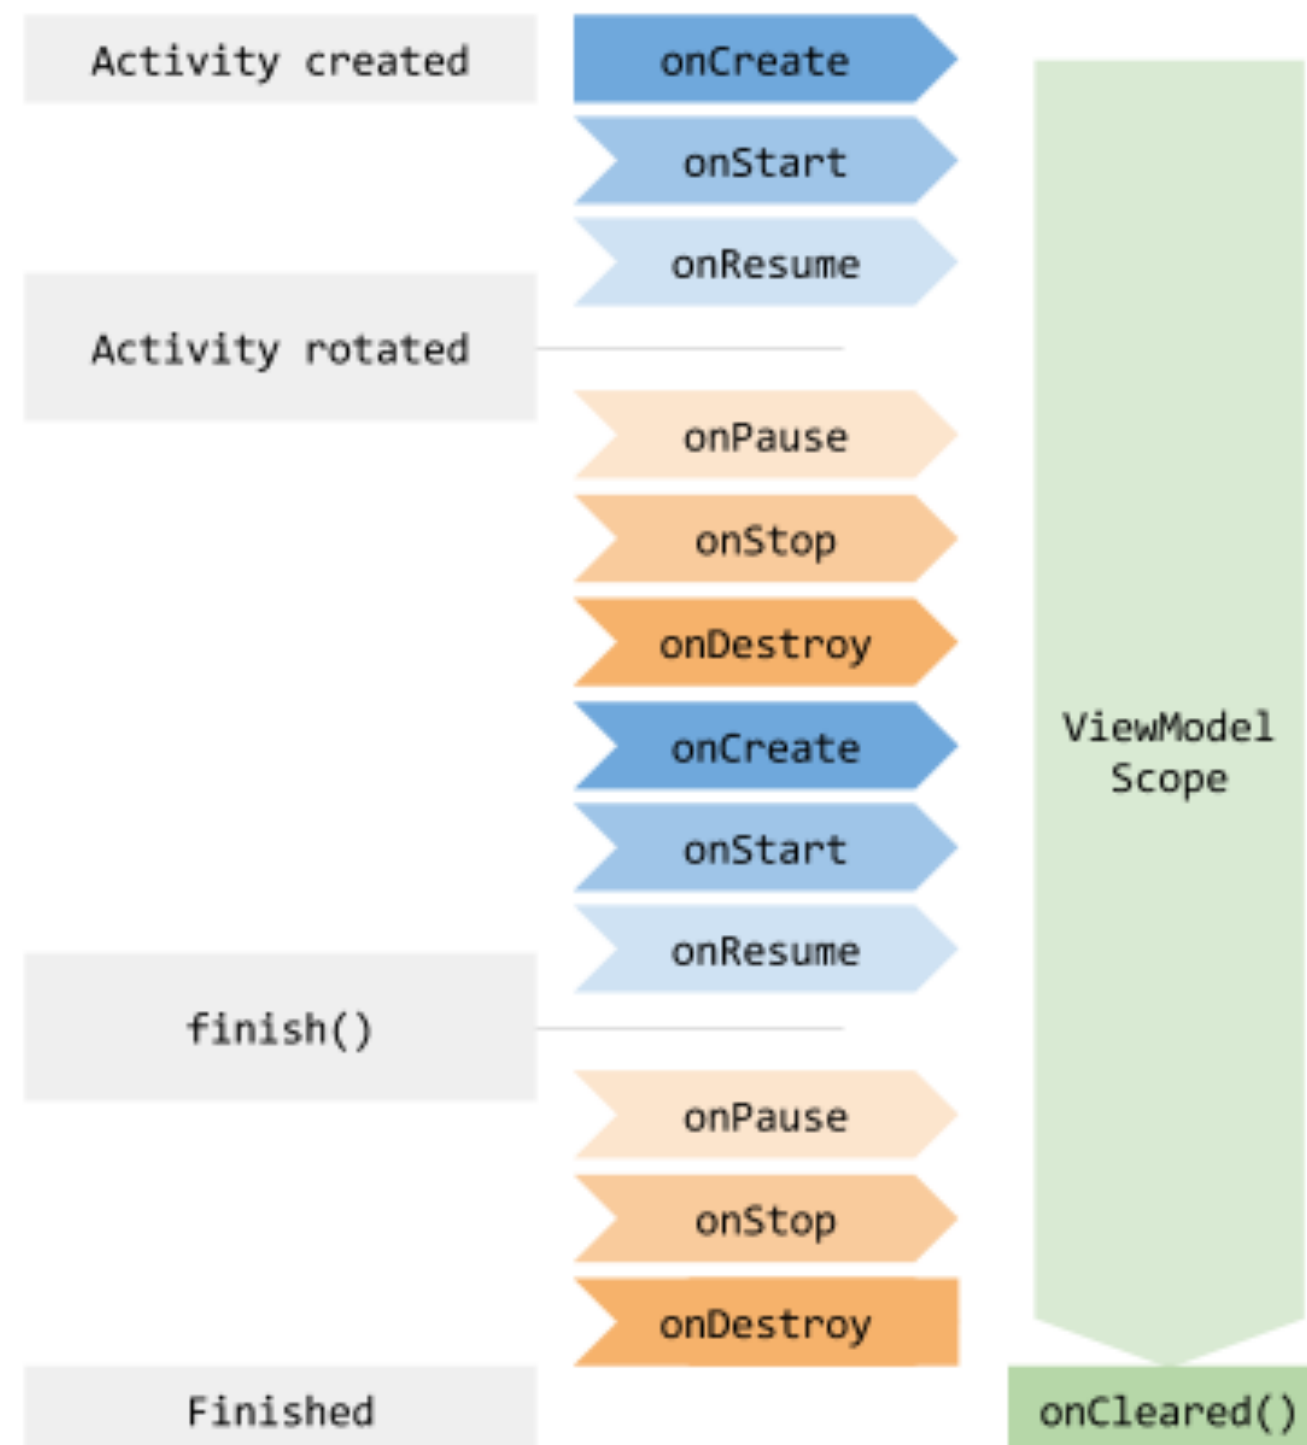 Activity created
onCreate
onStart
onResume
Activity rotated
onPause
onStop
onDestroy
onCreate
onStart
onResume
finish()
onPause
onStop
onDestroy
Finished
ViewModel
Scope
onCleared()